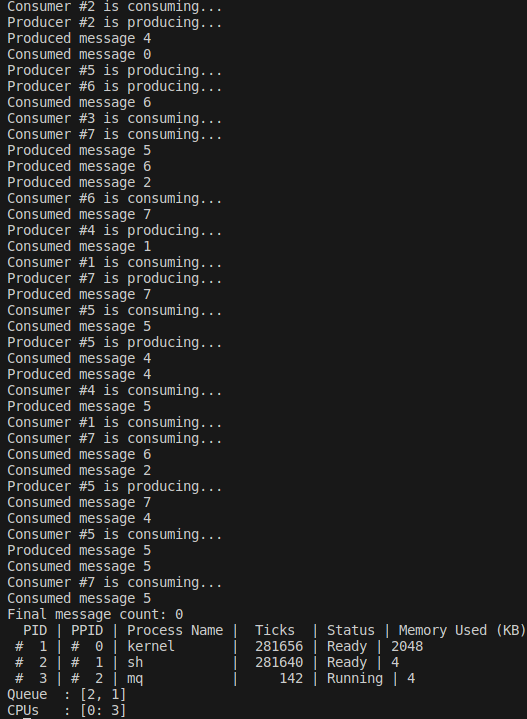 Consumer #2 is consuming...
Producer #2 is producing...
Produced message 4
Consumed message 0
Producer #5 is producing...
Producer #6 is producing...
Consumed message 6
Consumer #3 is consuming...
Consumer #7 is consuming...
Produced message 5
Produced message 6
Produced message 2
Consumer #6 is consuming...
Consumed message 7
Producer #4 is producing...
Consumed message 1
Consumer #1 is consuming...
Producer #7 is producing...
Produced message 7
Consumer #5 is consuming...
Consumed message 5
Producer #5 is producing...
Consumed message 4
Produced message 4
Consumer #4 is consuming...
Produced message 5
Consumer #1 is consuming...
Consumer #7 is consuming...
Consumed message 6
Consumed message 2
Producer #5 is producing...
Consumed message 7
Consumed message 4
Consumer #5 is consuming...
Produced message 5
Consumed message 5
Consumer #7 is consuming...
Consumed message 5
Final message count: 0
  PID | PPID | Process Name |  Ticks  | Status | Memory Used (KB)
 #  1 | #  0 | kernel       |  281656 | Ready | 2048
 #  2 | #  1 | sh           |  281640 | Ready | 4
 #  3 | #  2 | mq           |     142 | Running | 4
Queue  : [2, 1]
CPUs   : [0: 3]